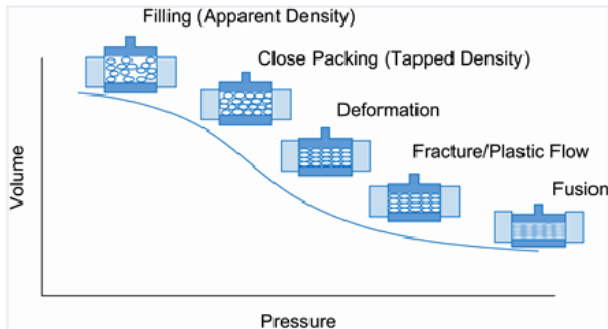 Filling (Apparent Density)
Close Packing (Tapped Density)
Deformation
Fracture/Plastic Flow
Fusion
Volume
Pressure